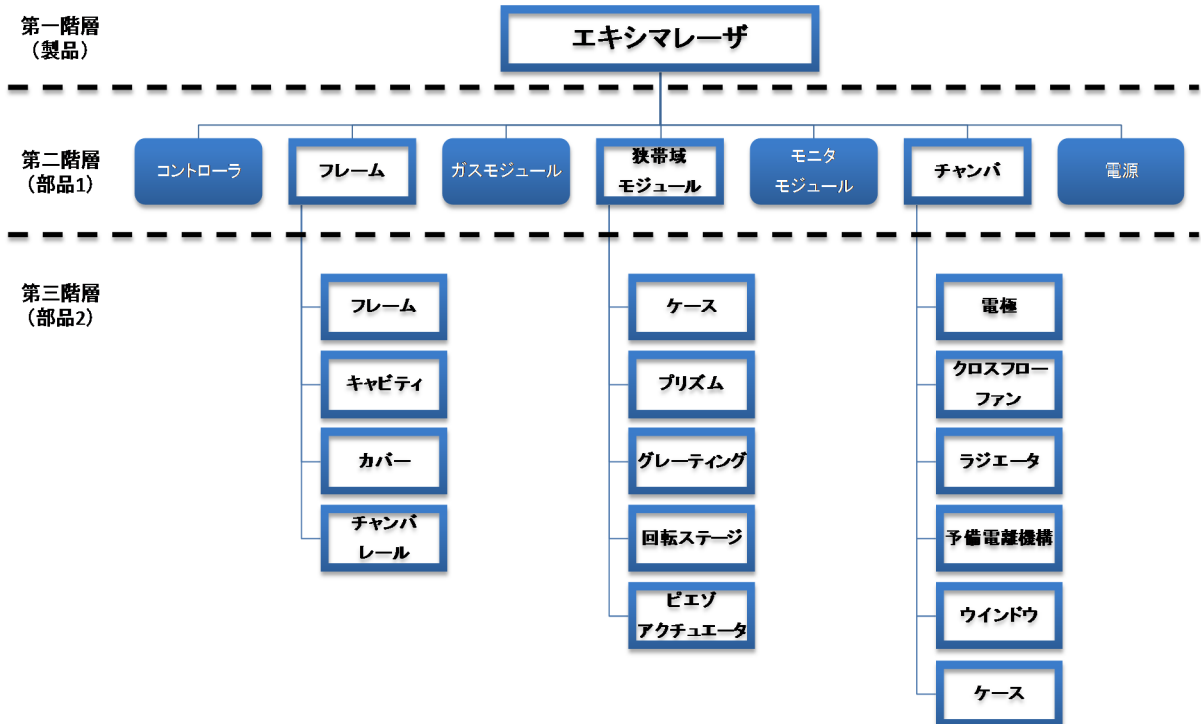 第一階層
（製品）
エキシマレーザ
第二階層
（部品1）
コントローラ
フレーム
ガスモジュール
狭帯域
モジュール
モニタ
モジュール
チャンバ
電源
第三階層
（部品2）
フレーム
キャビティ
カバー
チャンバ
レール
ケース
プリズム
グレーティング
回転ステージ
ピエゾ
アクチュエータ
電極
クロスフロー
ファン
ラジエータ
予備電離機構
ウインドウ
ケース